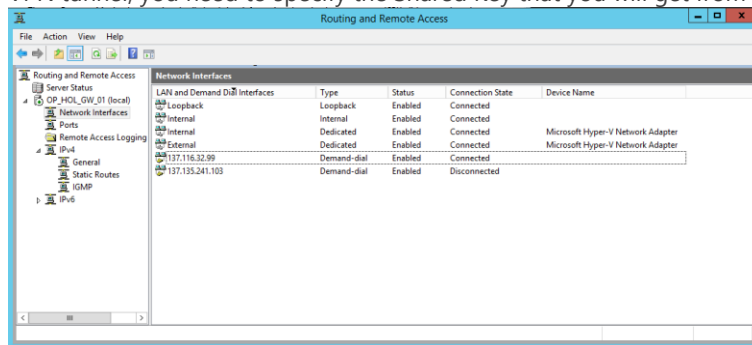 VPN tunnel, you need to specify the Shared Key that you will get from
Routing and Remote Access
File Action View Help
Routing and Remote Access
Server Status
OP_HOL_GW_01 (local)
Network Interfaces
Ports
Remote Access Logging
IPv4
General
Static Routes
IGMP
IPv6
Network Interfaces
LAN and Demand Dial Interfaces Type Status Connection State Device Name
Loopback Loopback Enabled Connected
Internal Internal Enabled Connected
Internal Dedicated Enabled Connected Microsoft Hyper-V Network Adapter
External Dedicated Enabled Connected Microsoft Hyper-V Network Adapter
137.116.32.99 Demand-dial Enabled Connected
137.135.241.103 Demand-dial Enabled Disconnected